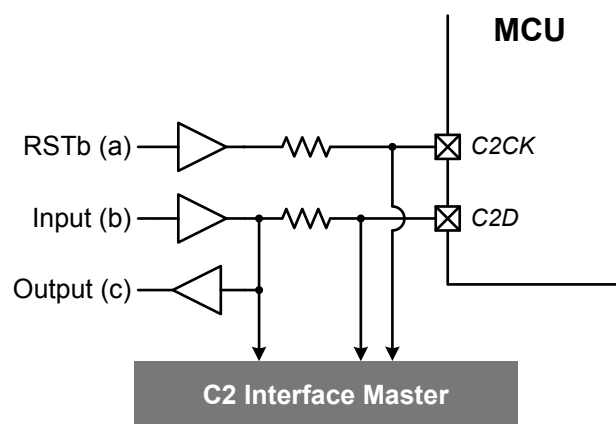 MCU
RSTb (a)
C2CK
Input (b)
C2D
Output (c)
C2 Interface Master